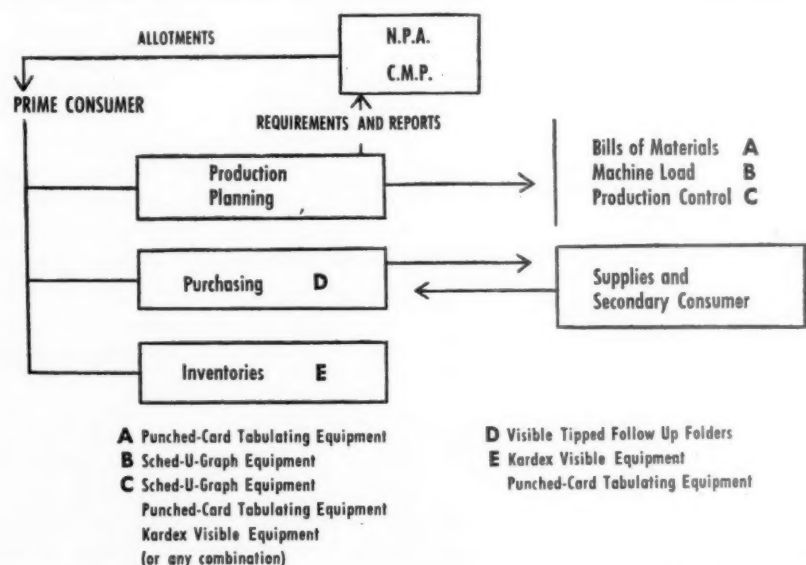 ALLOTMENTS
N.P.A.
C.M.P.
PRIME CONSUMER
REQUIREMENTS AND REPORTS
Production
Planning
Bills of Materials A
Machine Load B
Production Control C
Purchasing D
Supplies and
Secondary Consumer
Inventories E
A Punched-Card Tabulating Equipment
B Sched-U-Graph Equipment
C Sched-U-Graph Equipment
Punched-Card Tabulating Equipment
Kardex Visible Equipment
(or any combination)
D Visible Tipped Follow Up Folders
E Kardex Visible Equipment
Punched-Card Tabulating Equipment